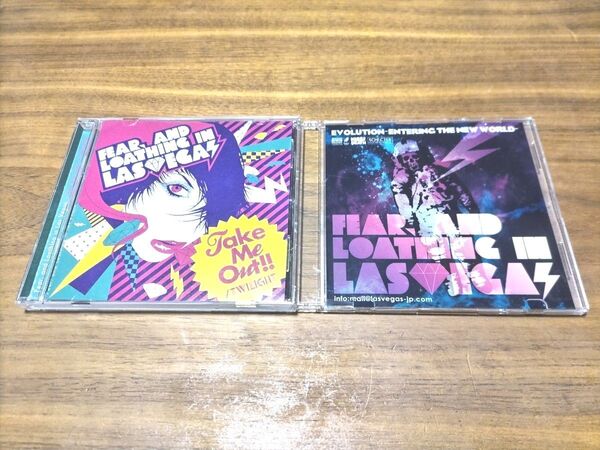 FEAR, AND
LOATHING IN
LAS VEGAS
Take
Me
Out!!
/TWILIGHT
EVOLUTION-ENTERING THE NEW WORLD-
FEAR, AND
LOATHING IN
LAS VEGAS
info:mail@lasvegas-jp.com